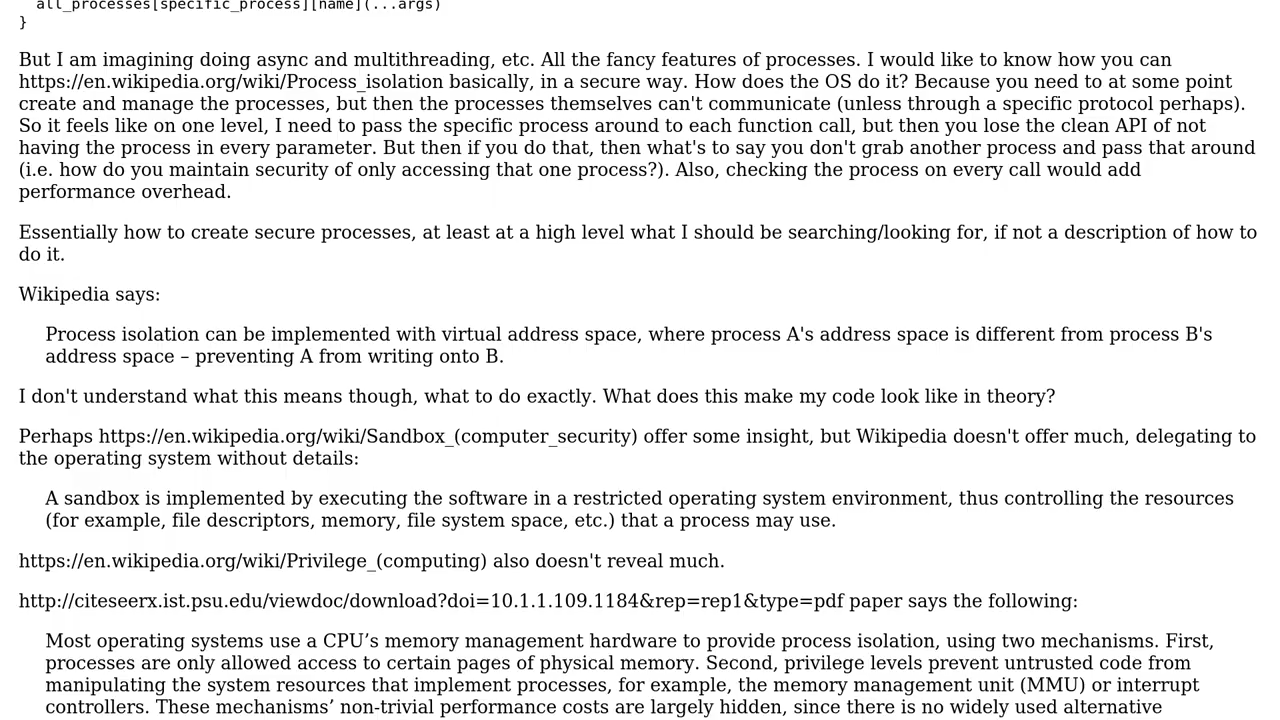 all_processes[specific_process][name](...args)
}
But I am imagining doing async and multithreading, etc. All the fancy features of processes. I would like to know how you can
https://en.wikipedia.org/wiki/Process_isolation basically, in a secure way. How does the OS do it? Because you need to at some point
create and manage the processes, but then the processes themselves can't communicate (unless through a specific protocol perhaps).
So it feels like on one level, I need to pass the specific process around to each function call, but then you lose the clean API of not
having the process in every parameter. But then if you do that, then what's to say you don't grab another process and pass that around
(i.e. how do you maintain security of only accessing that one process?). Also, checking the process on every call would add
performance overhead.
Essentially how to create secure processes, at least at a high level what I should be searching/looking for, if not a description of how to
do it.
Wikipedia says:
Process isolation can be implemented with virtual address space, where process A's address space is different from process B's
address space – preventing A from writing onto B.
I don't understand what this means though, what to do exactly. What does this make my code look like in theory?
Perhaps https://en.wikipedia.org/wiki/Sandbox_(computer_security) offer some insight, but Wikipedia doesn't offer much, delegating to
the operating system without details:
A sandbox is implemented by executing the software in a restricted operating system environment, thus controlling the resources
(for example, file descriptors, memory, file system space, etc.) that a process may use.
https://en.wikipedia.org/wiki/Privilege_(computing) also doesn't reveal much.
http://citeseerx.ist.psu.edu/viewdoc/download?doi=10.1.1.109.1184&rep=rep1&type=pdf paper says the following:
Most operating systems use a CPU’s memory management hardware to provide process isolation, using two mechanisms. First,
processes are only allowed access to certain pages of physical memory. Second, privilege levels prevent untrusted code from
manipulating the system resources that implement processes, for example, the memory management unit (MMU) or interrupt
controllers. These mechanisms’ non-trivial performance costs are largely hidden, since there is no widely used alternative